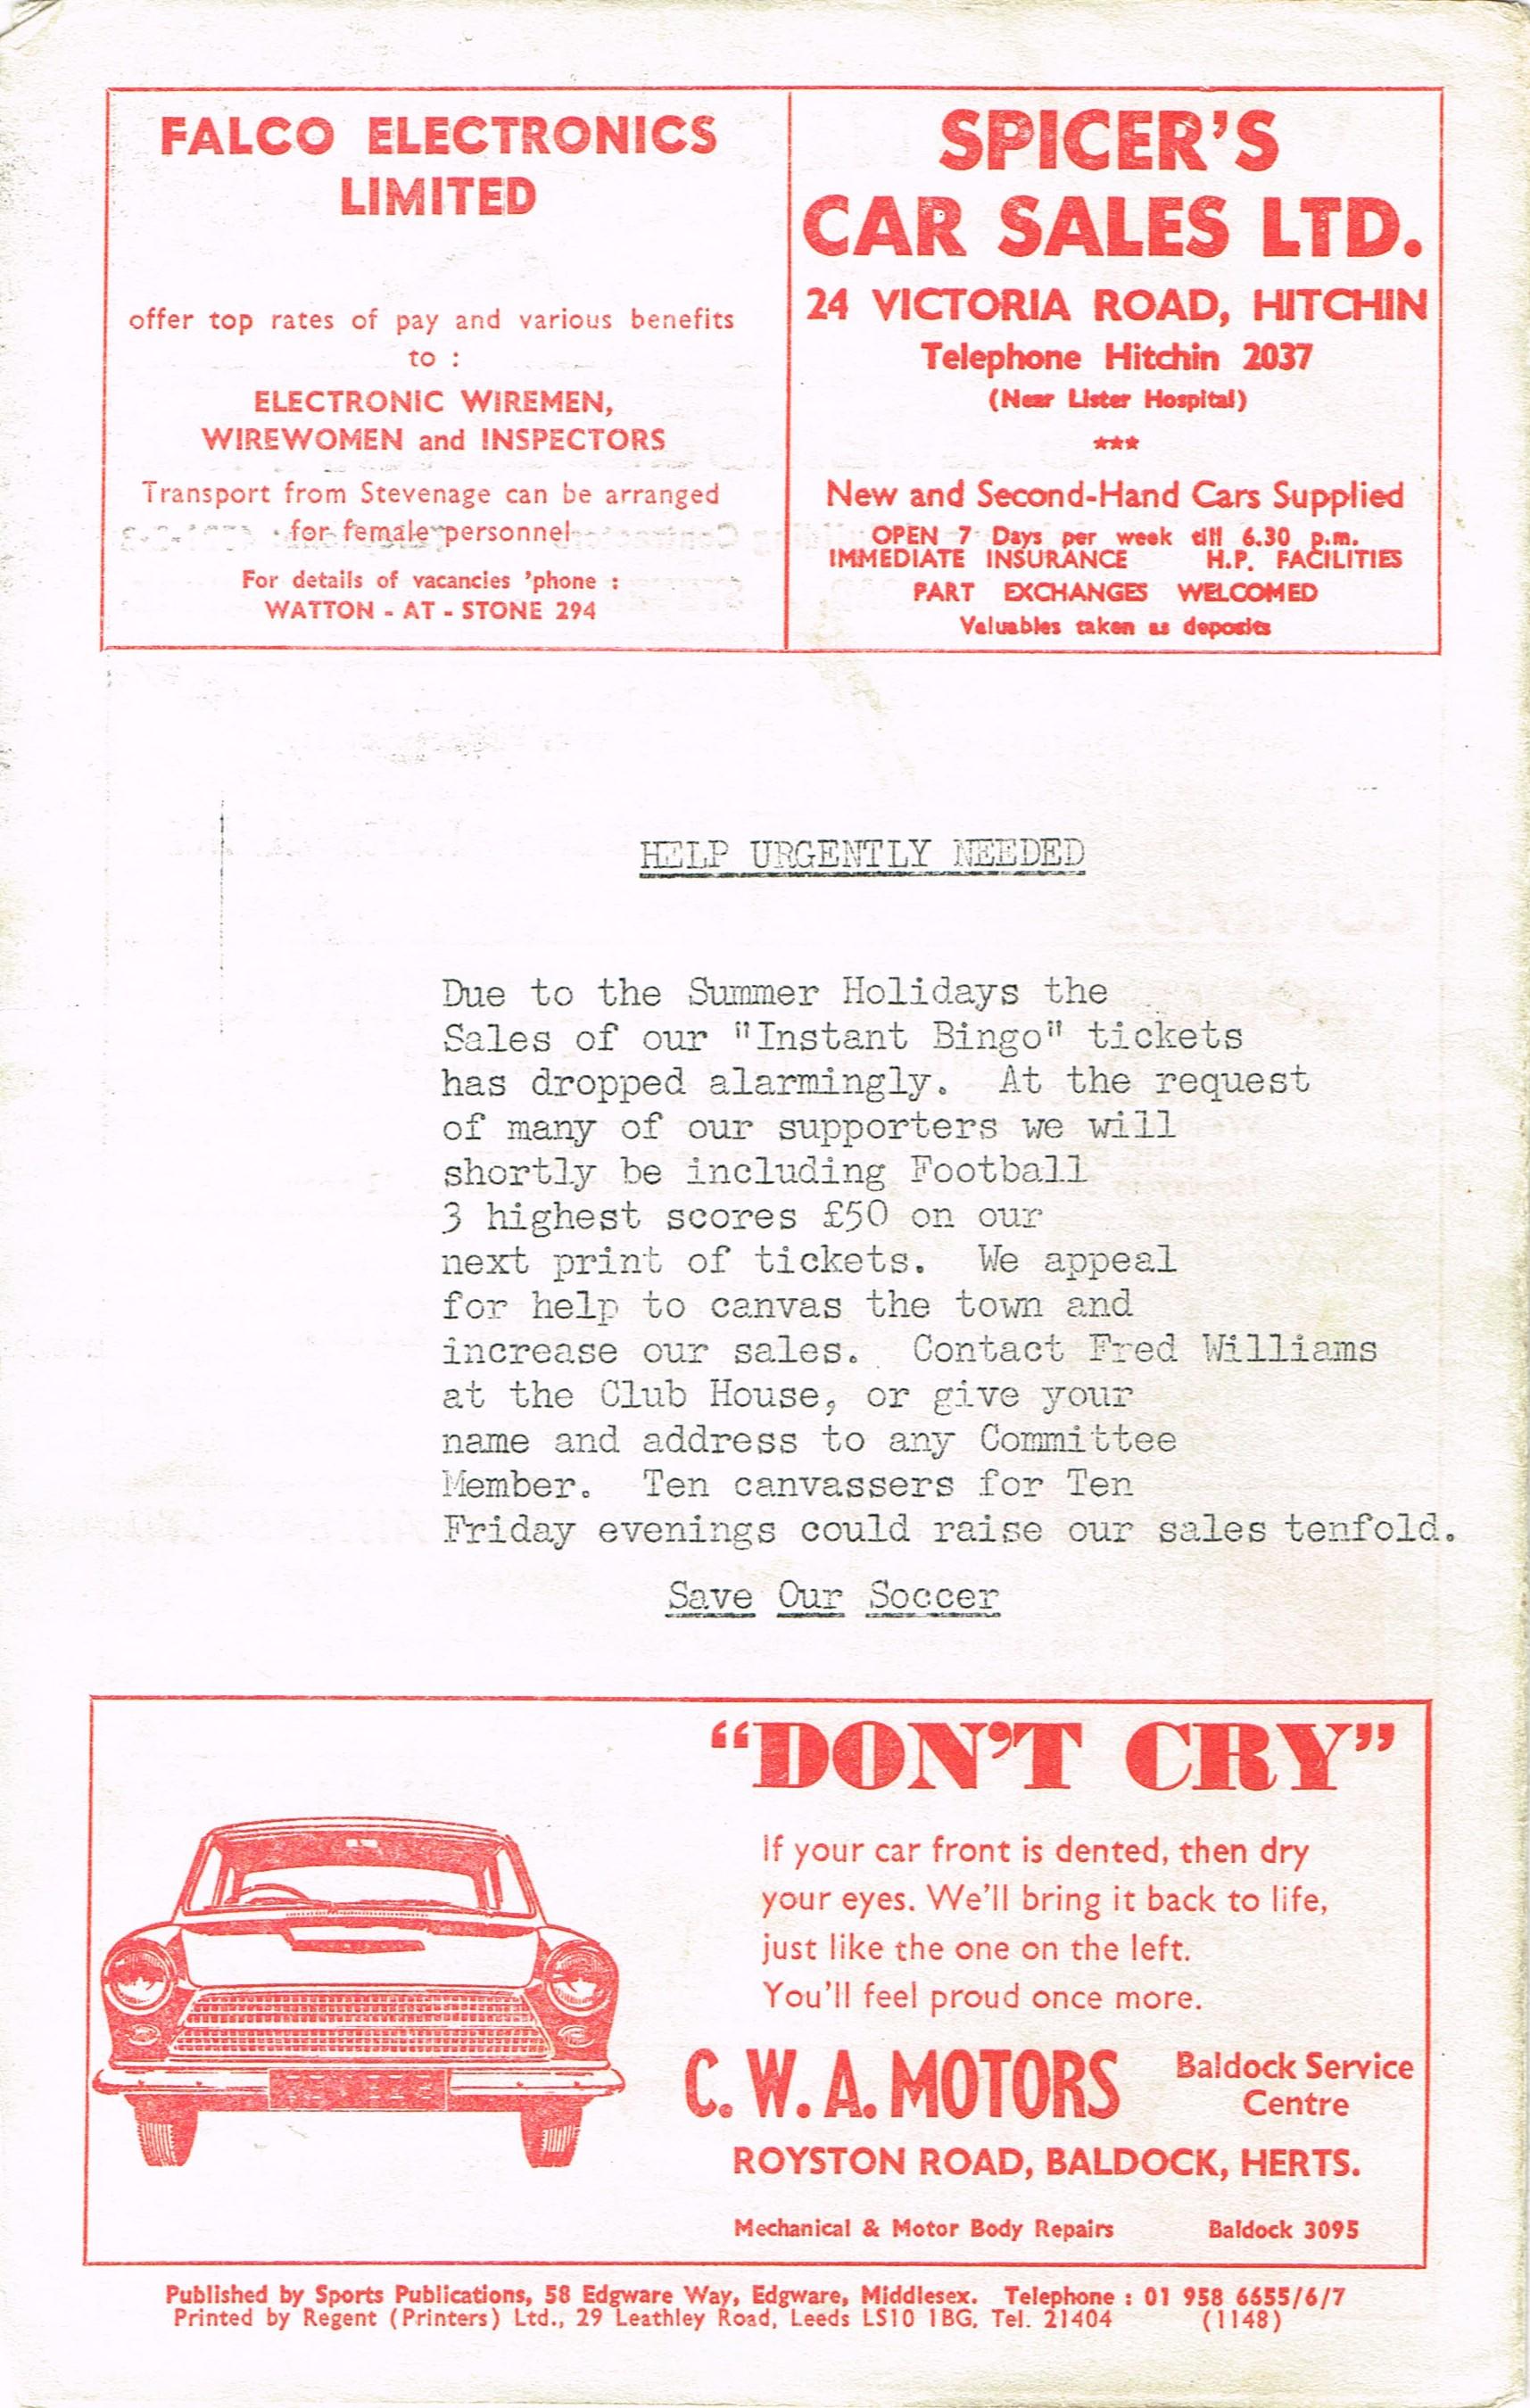 FALCO ELECTRONICS
LIMITED
offer top rates of pay and various benefits
to :
ELECTRONIC WIREMEN,
WIREWOMEN and INSPECTORS
Transport from Stevenage can be arranged
for female personnel
For details of vacancies 'phone :
WATTON - AT - STONE 294
SPICER'S
CAR SALES LTD.
24 VICTORIA ROAD, HITCHIN
Telephone Hitchin 2037
(Near Lister Hospital)
***
New and Second-Hand Cars Supplied
OPEN 7 Days per week till 6.30 p.m.
IMMEDIATE INSURANCE H.P. FACILITIES
PART EXCHANGES WELCOMED
Valuables taken as deposits
HELP URGENTLY NEEDED
Due to the Summer Holidays the
Sales of our "Instant Bingo" tickets
has dropped alarmingly. At the request
of many of our supporters we will
shortly be including Football
3 highest scores £50 on our
next print of tickets. We appeal
for help to canvas the town and
increase our sales. Contact Fred Williams
at the Club House, or give your
name and address to any Committee
Member. Ten canvassers for Ten
Friday evenings could raise our sales tenfold.
Save Our Soccer
“DON'T CRY”
If your car front is dented, then dry
your eyes. We'll bring it back to life,
just like the one on the left.
You'll feel proud once more.
C. W. A. MOTORS
Baldock Service
Centre
ROYSTON ROAD, BALDOCK, HERTS.
Mechanical & Motor Body Repairs Baldock 3095
Published by Sports Publications, 58 Edgware Way, Edgware, Middlesex. Telephone : 01 958 6655/6/7
Printed by Regent (Printers) Ltd., 29 Leathley Road, Leeds LS10 1BG, Tel. 21404 (1148)